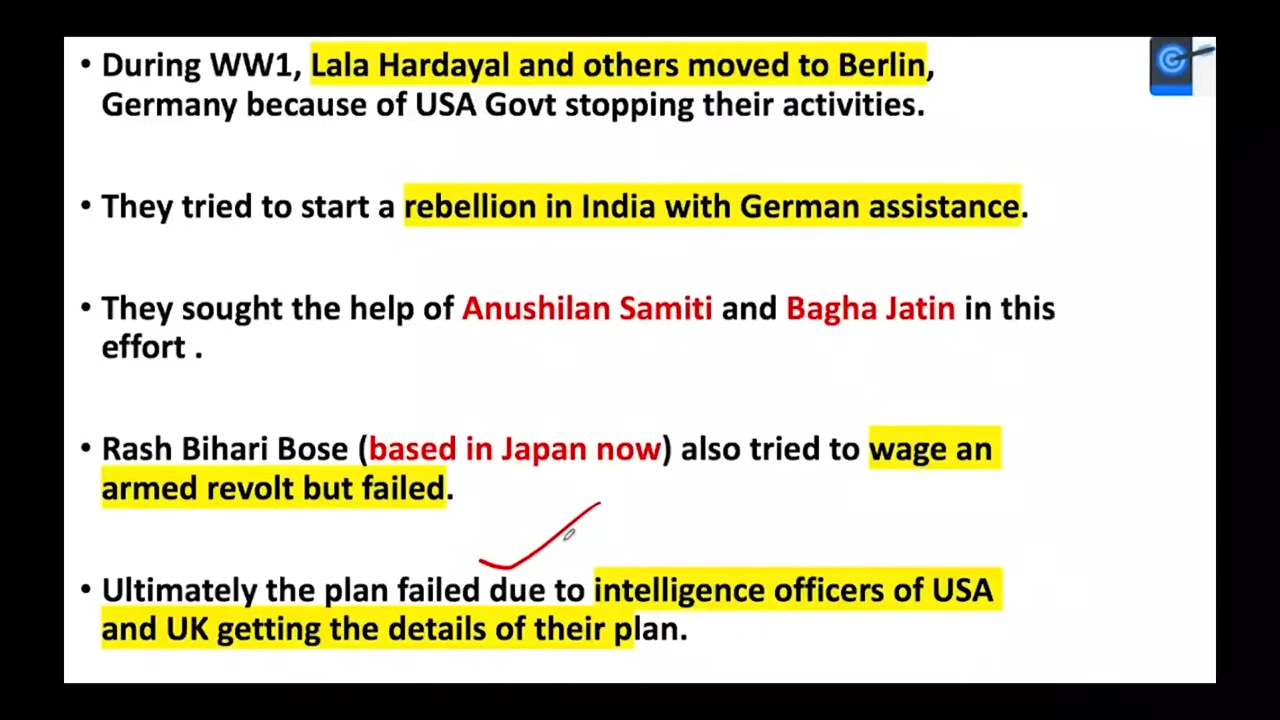 • During WW1, Lala Hardayal and others moved to Berlin,
Germany because of USA Govt stopping their activities.
• They tried to start a rebellion in India with German assistance.
• They sought the help of Anushilan Samiti and Bagha Jatin in this
effort .
• Rash Bihari Bose (based in Japan now) also tried to wage an
armed revolt but failed.
• Ultimately the plan failed due to intelligence officers of USA
and UK getting the details of their plan.